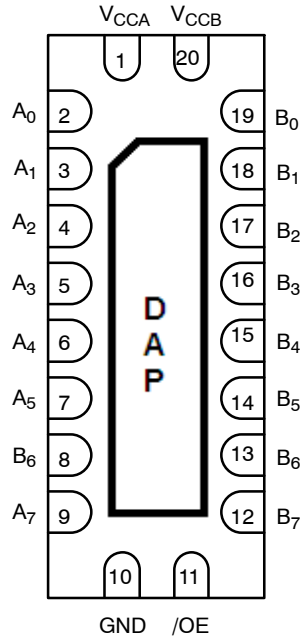 VCCA VCCB
1 20
A0 2 19 B0
A1 3 18 B1
A2 4 17 B2
A3 5 16 B3
A4 6 15 B4
A5 7 14 B5
B6 8 13 B6
A7 9 12 B7
D
A
P
10 11
GND /OE